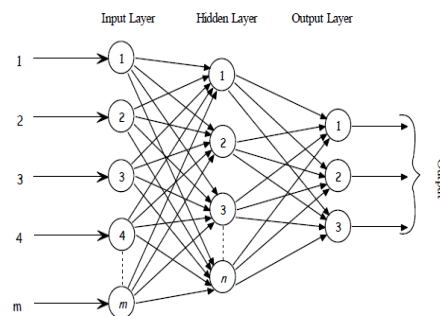 Input Layer Hidden Layer Output Layer
1 1 1
2 2 1
3 3 2 2
4 4 3 3
m m n
Output